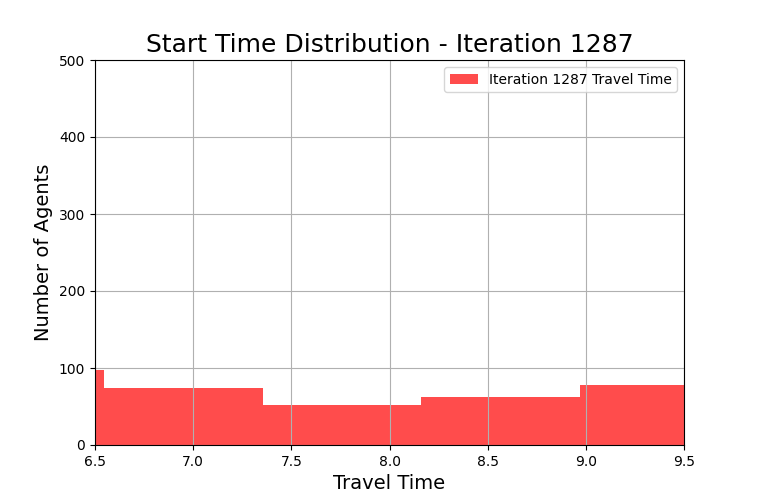 Start Time Distribution - Iteration 1287
Iteration 1287 Travel Time
Number of Agents
500
400
300
200
100
0
6.5 7.0 7.5 8.0 8.5 9.0 9.5
Travel Time